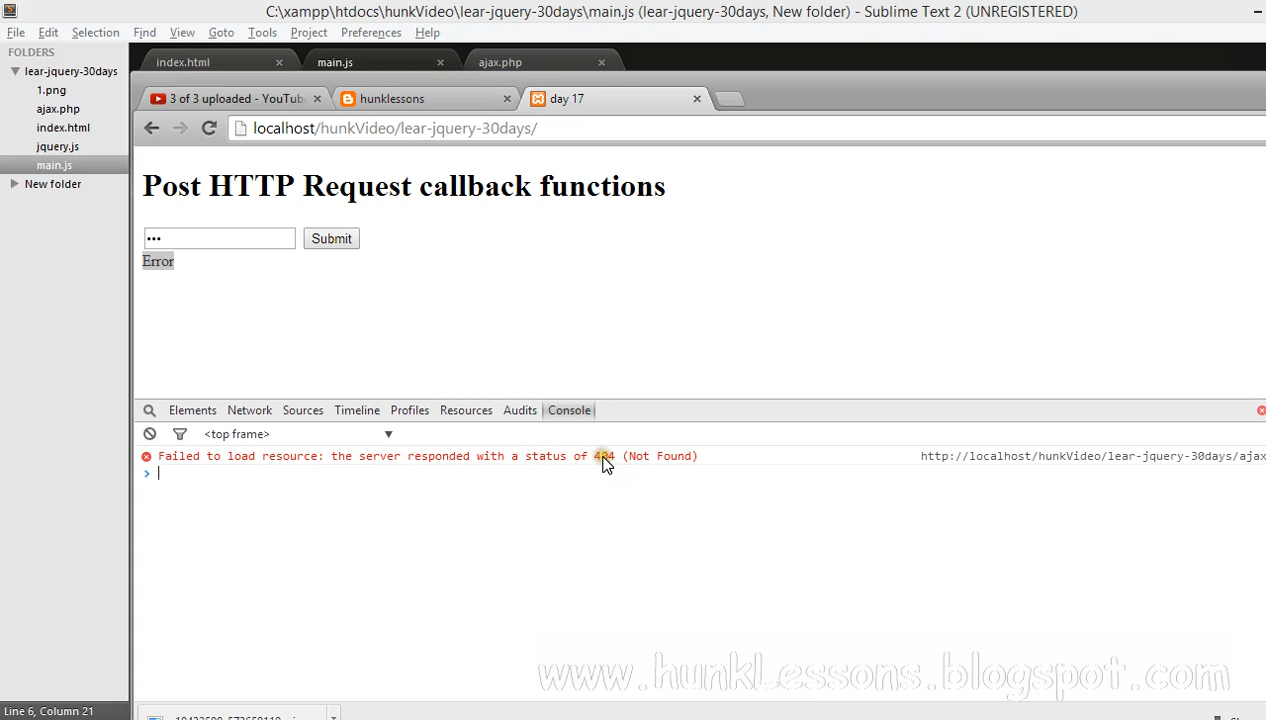 C:\xampp\htdocs\hunkVideo\lear-jquery-30days\main.js (lear-jquery-30days, New folder) - Sublime Text 2 (UNREGISTERED)
File Edit Selection Find View Goto Tools Project Preferences Help
FOLDERS
lear-jquery-30days
1.png
ajax.php
index.html
jquery.js
main.js
New folder
index.html × main.js × ajax.php ×
3 of 3 uploaded - YouTub × hunklessons × day 17 ×
localhost/hunkVideo/lear-jquery-30days/
Post HTTP Request callback functions
••• Submit
Error
Elements Network Sources Timeline Profiles Resources Audits Console
<top frame>
Failed to load resource: the server responded with a status of 404 (Not Found) http://localhost/hunkVideo/lear-jquery-30days/ajax
>
www.hunkLessons.blogspot.com
Line 6, Column 21